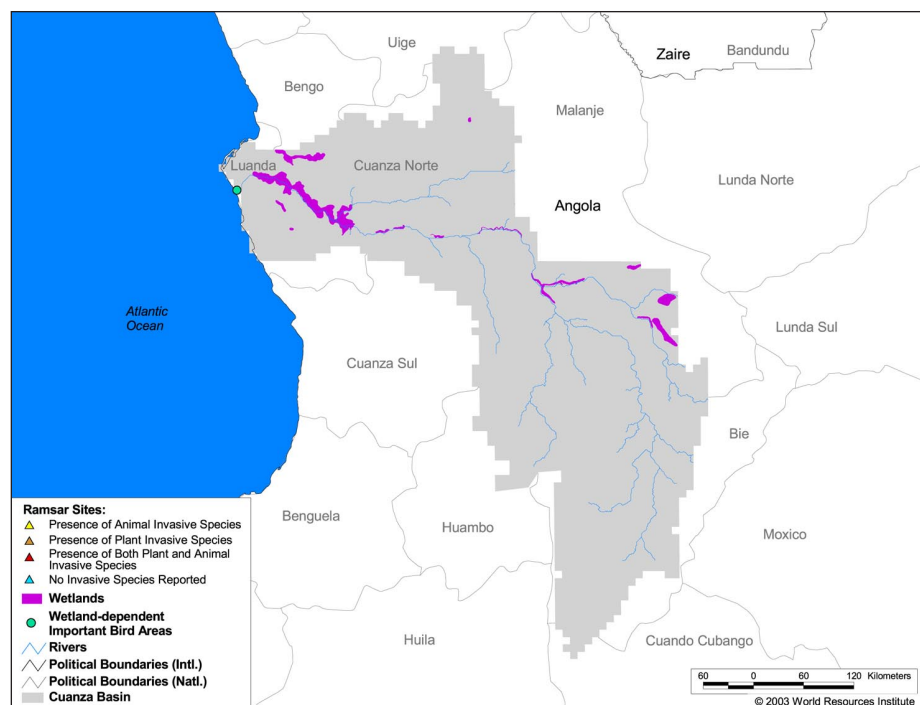 Uige
Zaire
Bandundu
Bengo
Malanje
Luanda
Cuanza Norte
Lunda Norte
Angola
Atlantic
Ocean
Lunda Sul
Cuanza Sul
Bie
Benguela
Huambo
Moxico
Huila
Cuando Cubango
Ramsar Sites:
Presence of Animal Invasive Species
Presence of Plant Invasive Species
Presence of Both Plant and Animal
Invasive Species
No Invasive Species Reported
Wetlands
Wetland-dependent
Important Bird Areas
Rivers
Political Boundaries (Intl.)
Political Boundaries (Natl.)
Cuanza Basin
60 0 60 120 Kilometers
© 2003 World Resources Institute